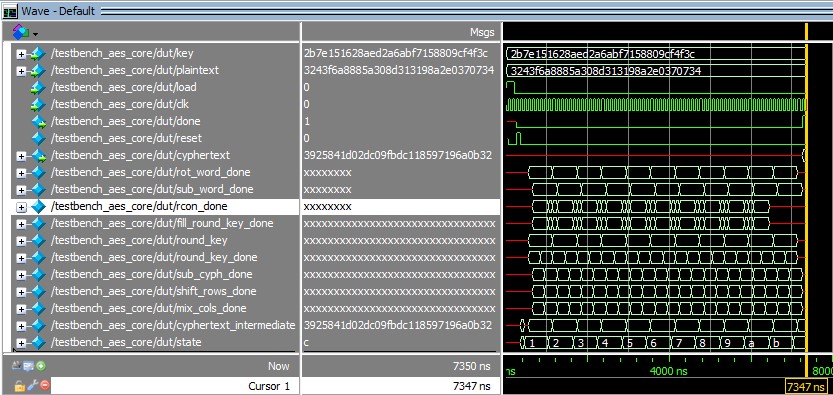 Wave - Default
Msgs
/testbench_aes_core/dut/key 2b7e151628aed2a6abf7158809cf4f3c 2b7e151628aed2a6abf7158809cf4f3c
/testbench_aes_core/dut/plaintext 3243f6a8885a308d313198a2e0370734 3243f6a8885a308d313198a2e0370734
/testbench_aes_core/dut/load 0
/testbench_aes_core/dut/clk 0
/testbench_aes_core/dut/done 1
/testbench_aes_core/dut/reset 0
/testbench_aes_core/dut/cyphertext 3925841d02dc09fbdc118597196a0b32
/testbench_aes_core/dut/rot_word_done xxxxxxxx
/testbench_aes_core/dut/sub_word_done xxxxxxxx
/testbench_aes_core/dut/rcon_done xxxxxxxx
/testbench_aes_core/dut/fill_round_key_done xxxxxxxxxxxxxxxxxxxxxxxxxxxxxxxx
/testbench_aes_core/dut/round_key xxxxxxxxxxxxxxxxxxxxxxxxxxxxxxxx
/testbench_aes_core/dut/round_key_done xxxxxxxxxxxxxxxxxxxxxxxxxxxxxxxx
/testbench_aes_core/dut/sub_cyph_done xxxxxxxxxxxxxxxxxxxxxxxxxxxxxxxx
/testbench_aes_core/dut/shift_rows_done xxxxxxxxxxxxxxxxxxxxxxxxxxxxxxxx
/testbench_aes_core/dut/mix_cols_done xxxxxxxxxxxxxxxxxxxxxxxxxxxxxxxx
/testbench_aes_core/dut/cyphertext_intermediate 3925841d02dc09fbdc118597196a0b32
/testbench_aes_core/dut/state c 1 2 3 4 5 6 7 8 9 a b
Now 7350 ns ns 4000 ns 8000
Cursor 1 7347 ns 7347 ns